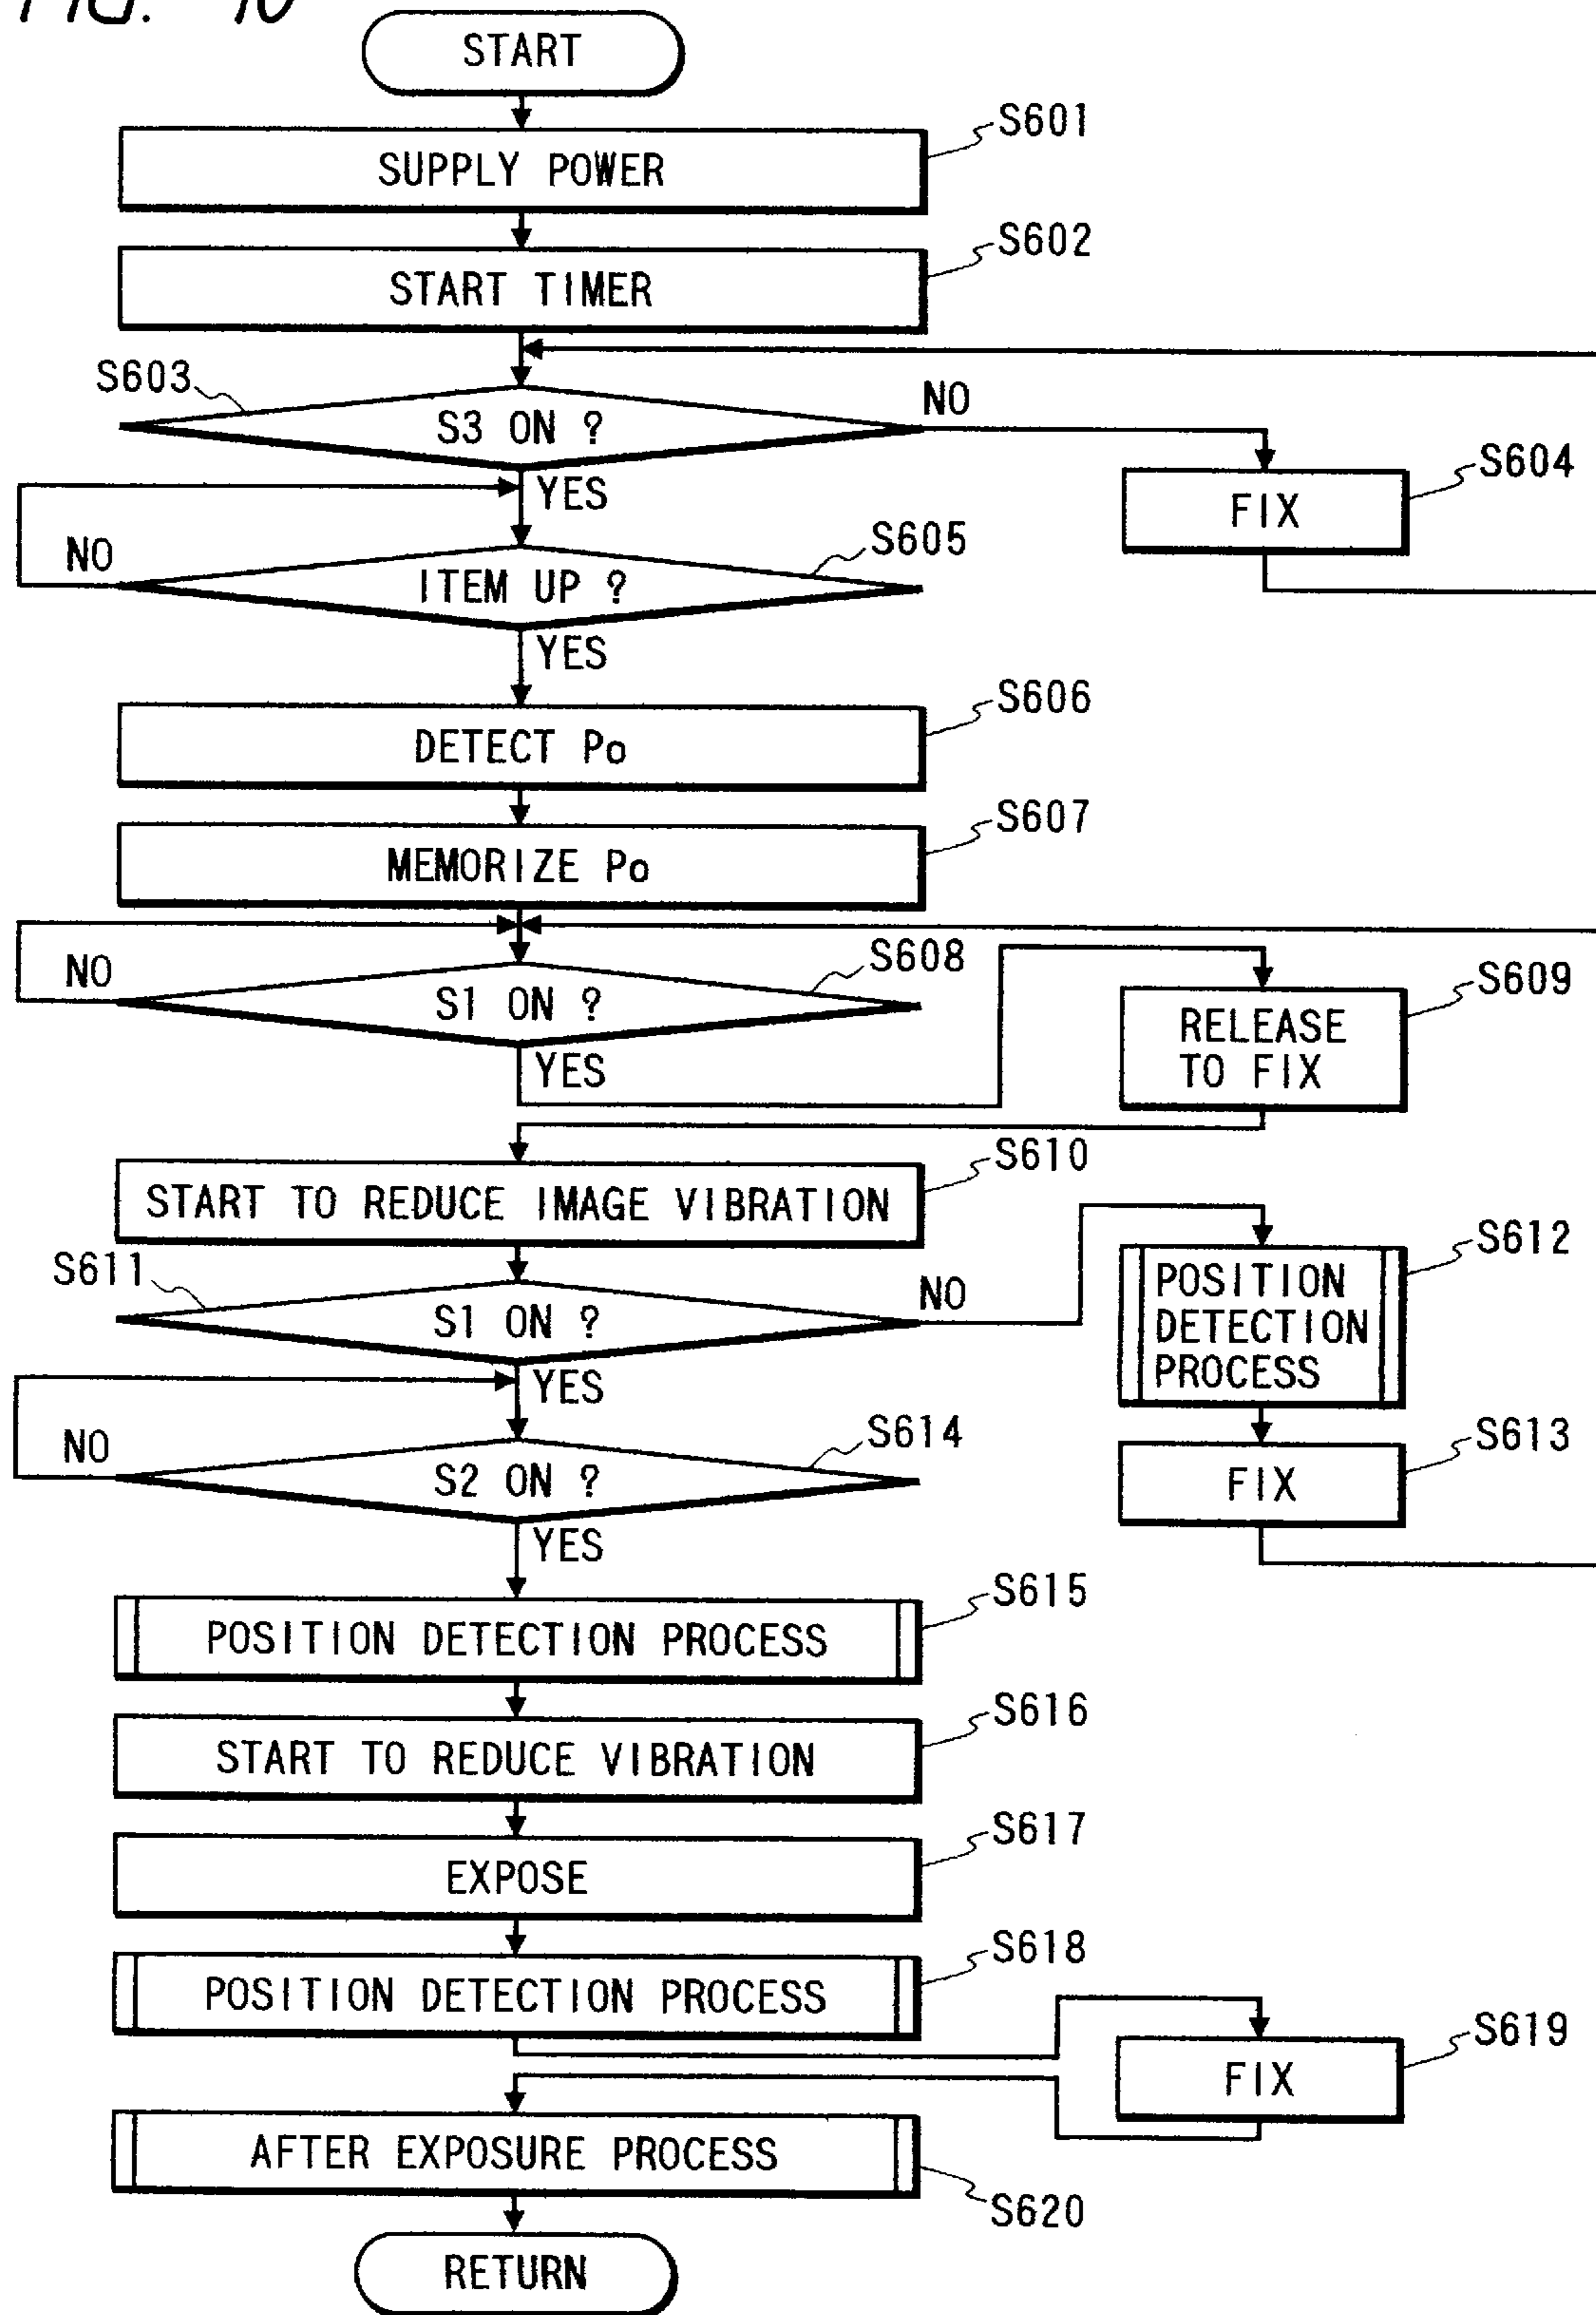 FIG.
START
SUPPLY POWER
S601
START TIMER
S602
S603
S3 ON ?
NO
YES
FIX
S604
NO
ITEM UP ?
S605
YES
DETECT Po
S606
MEMORIZE Po
S607
NO
S1 ON ?
S608
YES
RELEASE
TO FIX
S609
START TO REDUCE IMAGE VIBRATION
S610
S611
S1 ON ?
NO
YES
POSITION
DETECTION
PROCESS
S612
FIX
S613
NO
S2 ON ?
S614
YES
POSITION DETECTION PROCESS
S615
START TO REDUCE VIBRATION
S616
EXPOSE
S617
POSITION DETECTION PROCESS
S618
FIX
S619
AFTER EXPOSURE PROCESS
S620
RETURN